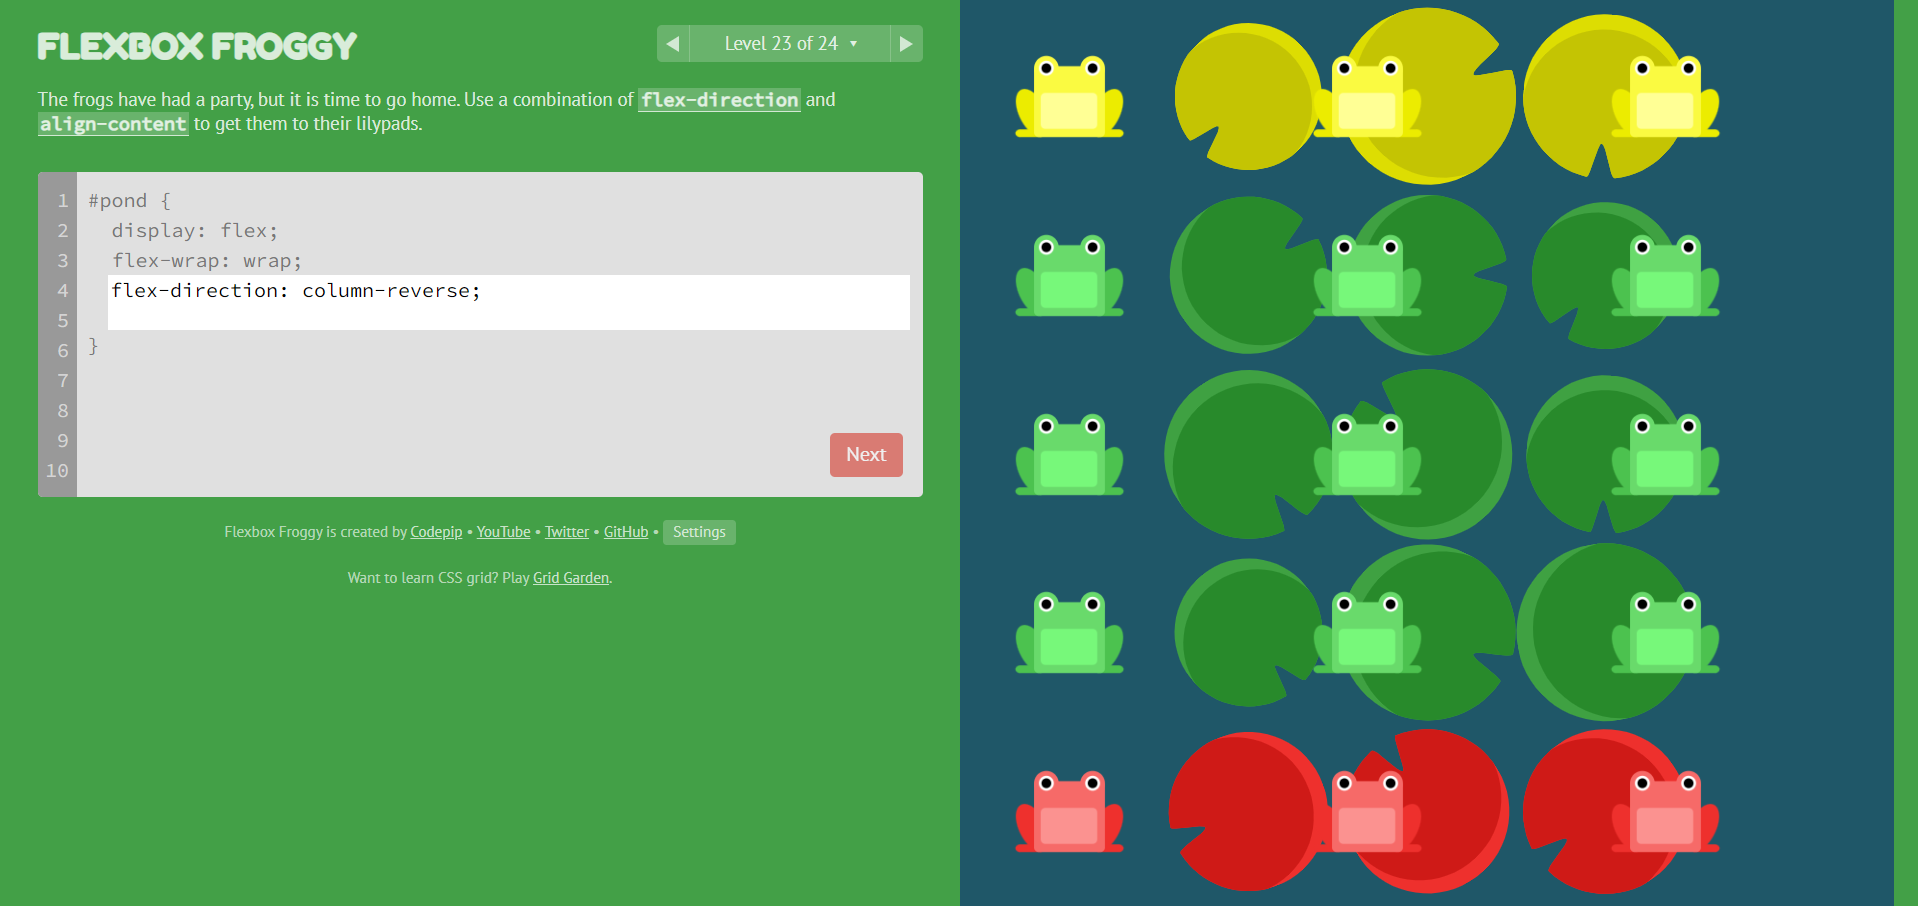 FLEXBOX FROGGY
◀ Level 23 of 24 ▼ ▶
The frogs have had a party, but it is time to go home. Use a combination of flex-direction and
align-content to get them to their lilypads.
1 #pond {
2 display: flex;
3 flex-wrap: wrap;
4 flex-direction: column-reverse;
5
6 }
7
8
9
10
Next
Flexbox Froggy is created by Codepip • YouTube • Twitter • GitHub • Settings
Want to learn CSS grid? Play Grid Garden.